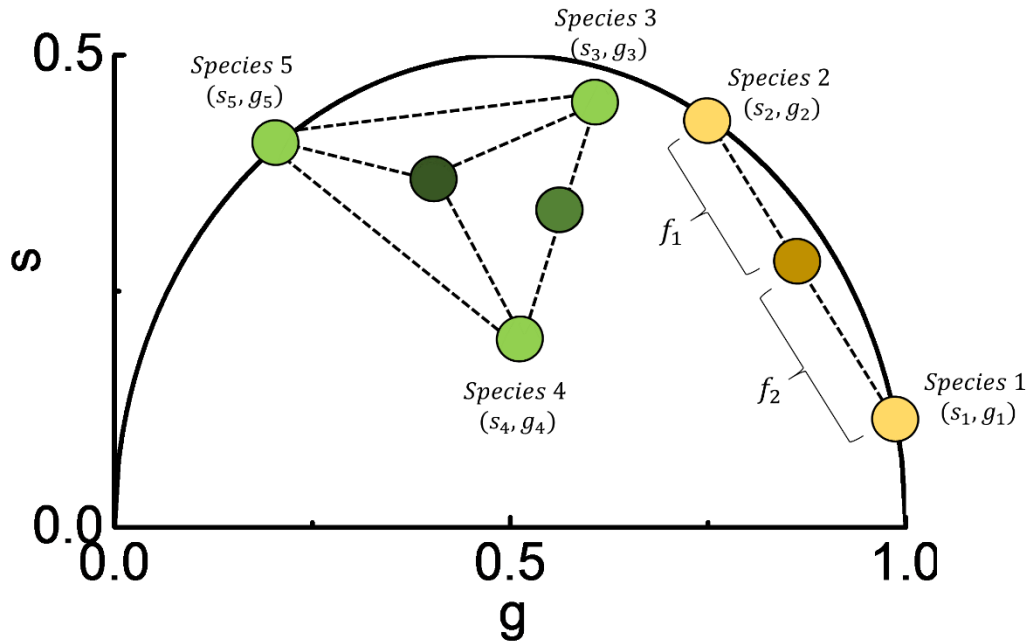 0.5
Species 5
(s₅, g₅)
Species 3
(s₃, g₃)
Species 2
(s₂, g₂)
f₁
s
f₂
Species 4
(s₄, g₄)
Species 1
(s₁, g₁)
0.0
0.0
0.5
1.0
g